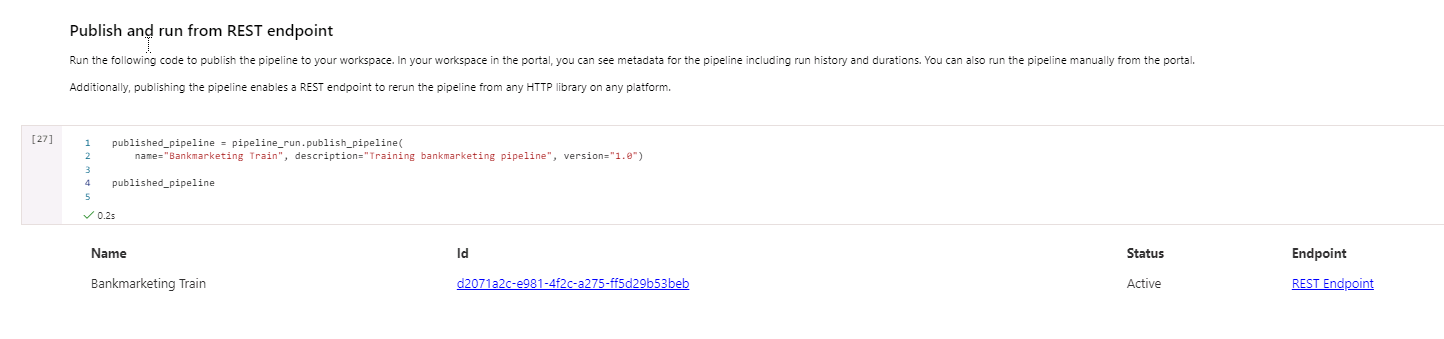 Publish and run from REST endpoint
Run the following code to publish the pipeline to your workspace. In your workspace in the portal, you can see metadata for the pipeline including run history and durations. You can also run the pipeline manually from the portal.
Additionally, publishing the pipeline enables a REST endpoint to rerun the pipeline from any HTTP library on any platform.
[27]
1 published_pipeline = pipeline_run.publish_pipeline(
2     name="Bankmarketing Train", description="Training bankmarketing pipeline", version="1.0")
3
4 published_pipeline
5
0.2s
Name Id Status Endpoint
Bankmarketing Train d2071a2c-e981-4f2c-a275-ff5d29b53beb Active REST Endpoint